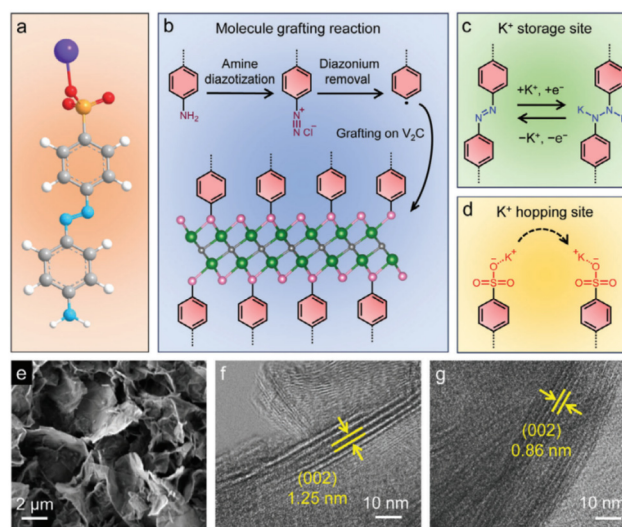 a
b
Molecule grafting reaction
Amine
diazotization
Diazonium
removal
NH₂
N⁺
N Cl⁻
Grafting on V₂C
c
K⁺ storage site
+K⁺, +e⁻
−K⁺, −e⁻
N=N
K
N
N
d
K⁺ hopping site
K⁺
⁺K
O⁻
⁻O
O=S=O
O=S=O
e
2 μm
f
(002)
1.25 nm
10 nm
g
(002)
0.86 nm
10 nm